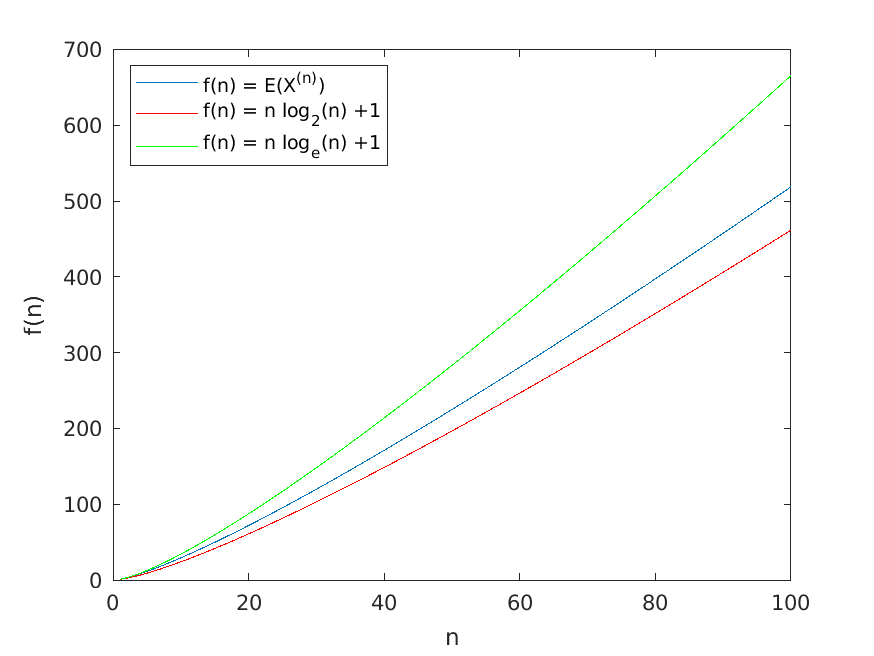 700
600
500
400
300
200
100
0
f(n)
f(n) = E(X^(n))
f(n) = n log_2(n) +1
f(n) = n log_e(n) +1
0 20 40 60 80 100
n